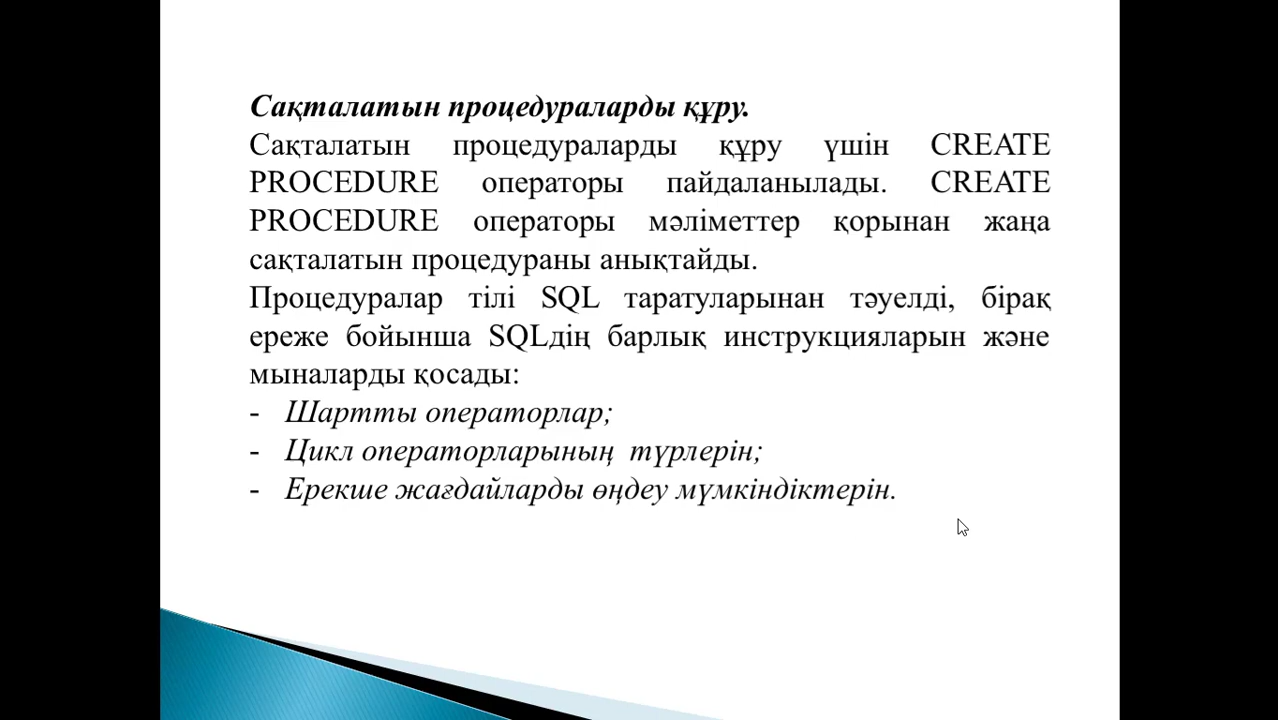 Сақталатын процедураларды құру.
Сақталатын процедураларды құру үшін CREATE
PROCEDURE операторы пайдаланылады. CREATE
PROCEDURE операторы мәліметтер қорынан жаңа
сақталатын процедураны анықтайды.
Процедуралар тілі SQL таратуларынан тәуелді, бірақ
ереже бойынша SQLдің барлық инструкцияларын және
мыналарды қосады:
- Шартты операторлар;
- Цикл операторларының түрлерін;
- Ерекше жағдайларды өңдеу мүмкіндіктерін.